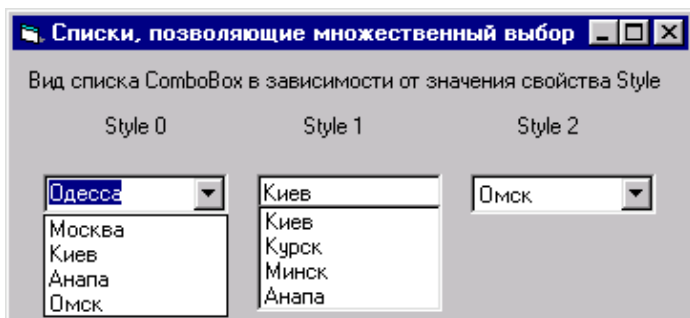 Списки, позволяющие множественный выбор
Вид списка ComboBox в зависимости от значения свойства Style
Style 0 Style 1 Style 2
Одесса Киев Омск
Москва Киев
Киев Курск
Анапа Минск
Омск Анапа